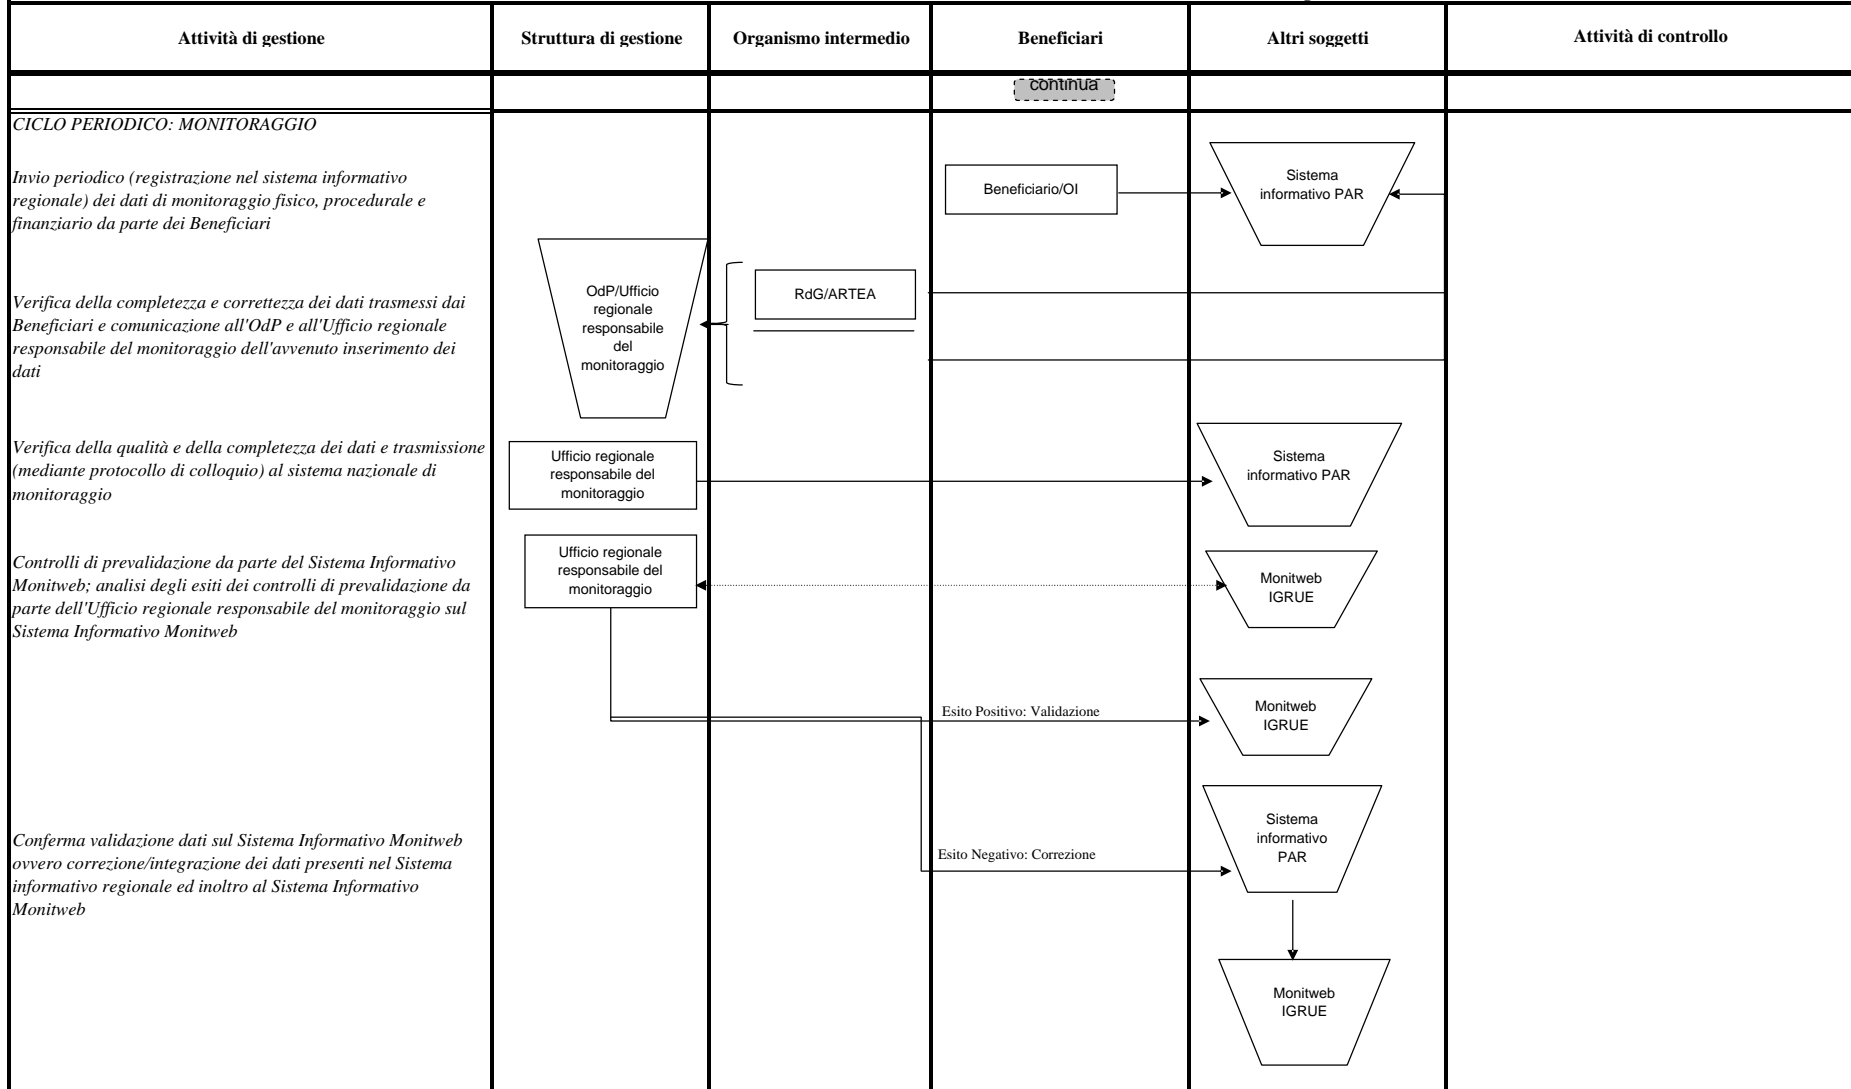 Attività di gestione
Struttura di gestione
Organismo intermedio
Beneficiari
Altri soggetti
Attività di controllo
continua
CICLO PERIODICO: MONITORAGGIO
Invio periodico (registrazione nel sistema informativo
regionale) dei dati di monitoraggio fisico, procedurale e
finanziario da parte dei Beneficiari
Beneficiario/OI
Sistema
informativo PAR
Verifica della completezza e correttezza dei dati trasmessi dai
Beneficiari e comunicazione all'OdP e all'Ufficio regionale
responsabile del monitoraggio dell'avvenuto inserimento dei
dati
OdP/Ufficio
regionale
responsabile
del
monitoraggio
RdG/ARTEA
Verifica della qualità e della completezza dei dati e trasmissione
(mediante protocollo di colloquio) al sistema nazionale di
monitoraggio
Ufficio regionale
responsabile del
monitoraggio
Sistema
informativo PAR
Controlli di prevalidazione da parte del Sistema Informativo
Monitweb; analisi degli esiti dei controlli di prevalidazione da
parte dell'Ufficio regionale responsabile del monitoraggio sul
Sistema Informativo Monitweb
Ufficio regionale
responsabile del
monitoraggio
Monitweb
IGRUE
Esito Positivo: Validazione
Monitweb
IGRUE
Conferma validazione dati sul Sistema Informativo Monitweb
ovvero correzione/integrazione dei dati presenti nel Sistema
informativo regionale ed inoltro al Sistema Informativo
Monitweb
Esito Negativo: Correzione
Sistema
informativo
PAR
Monitweb
IGRUE